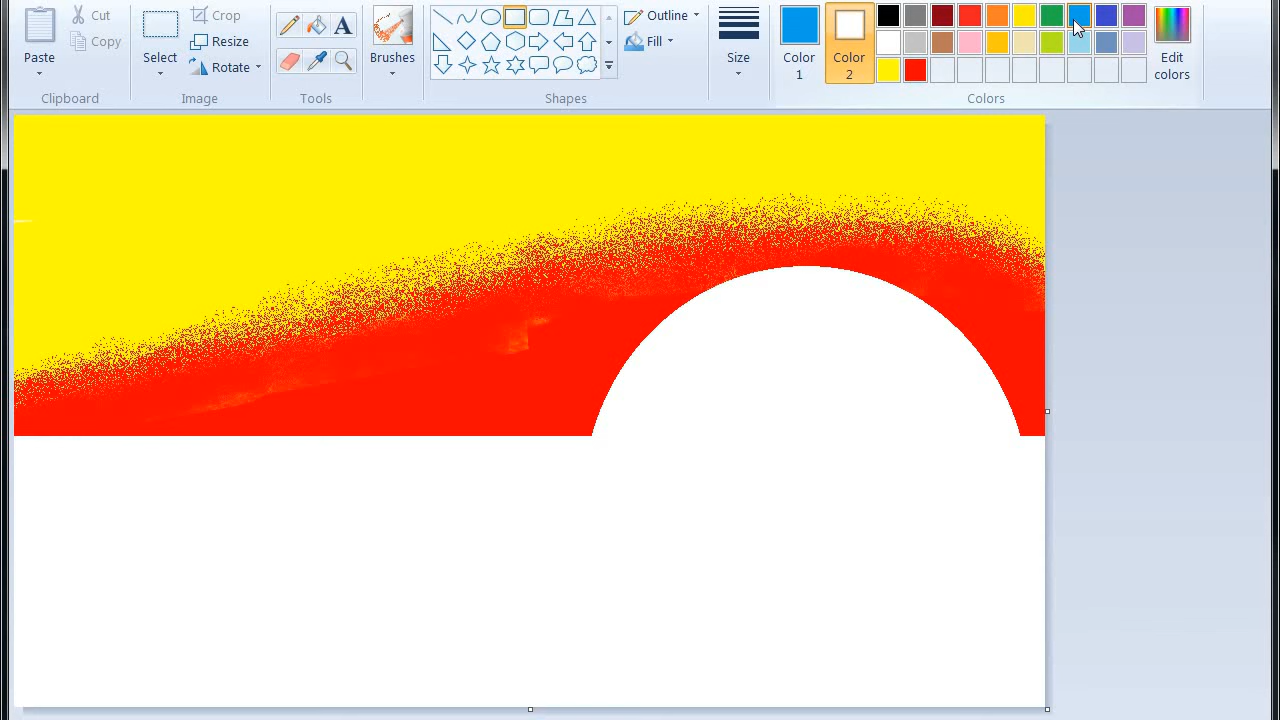 Paste
Cut
Copy
Clipboard
Select
Crop
Resize
Rotate
Image
A
Tools
Brushes
Shapes
Outline
Fill
Size
Color 1
Color 2
Edit colors
Colors